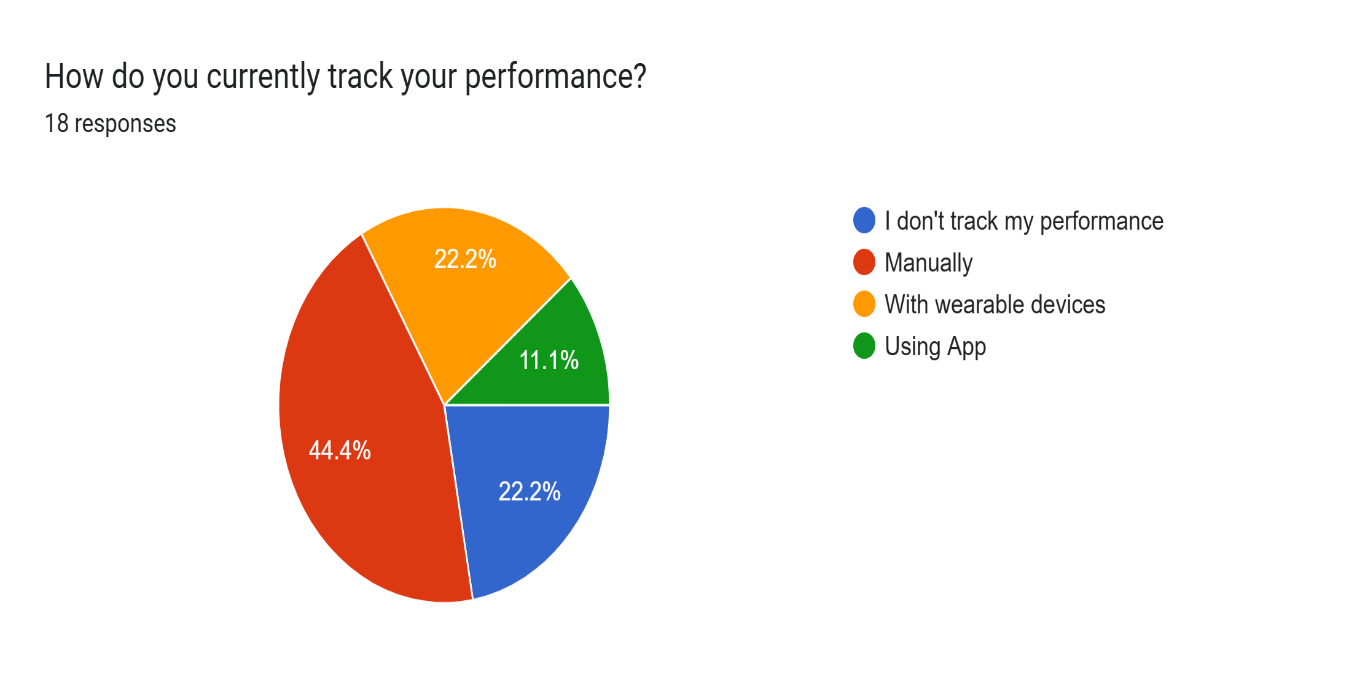 How do you currently track your performance?
18 responses
I don't track my performance
Manually
With wearable devices
Using App
22.2%
11.1%
44.4%
22.2%